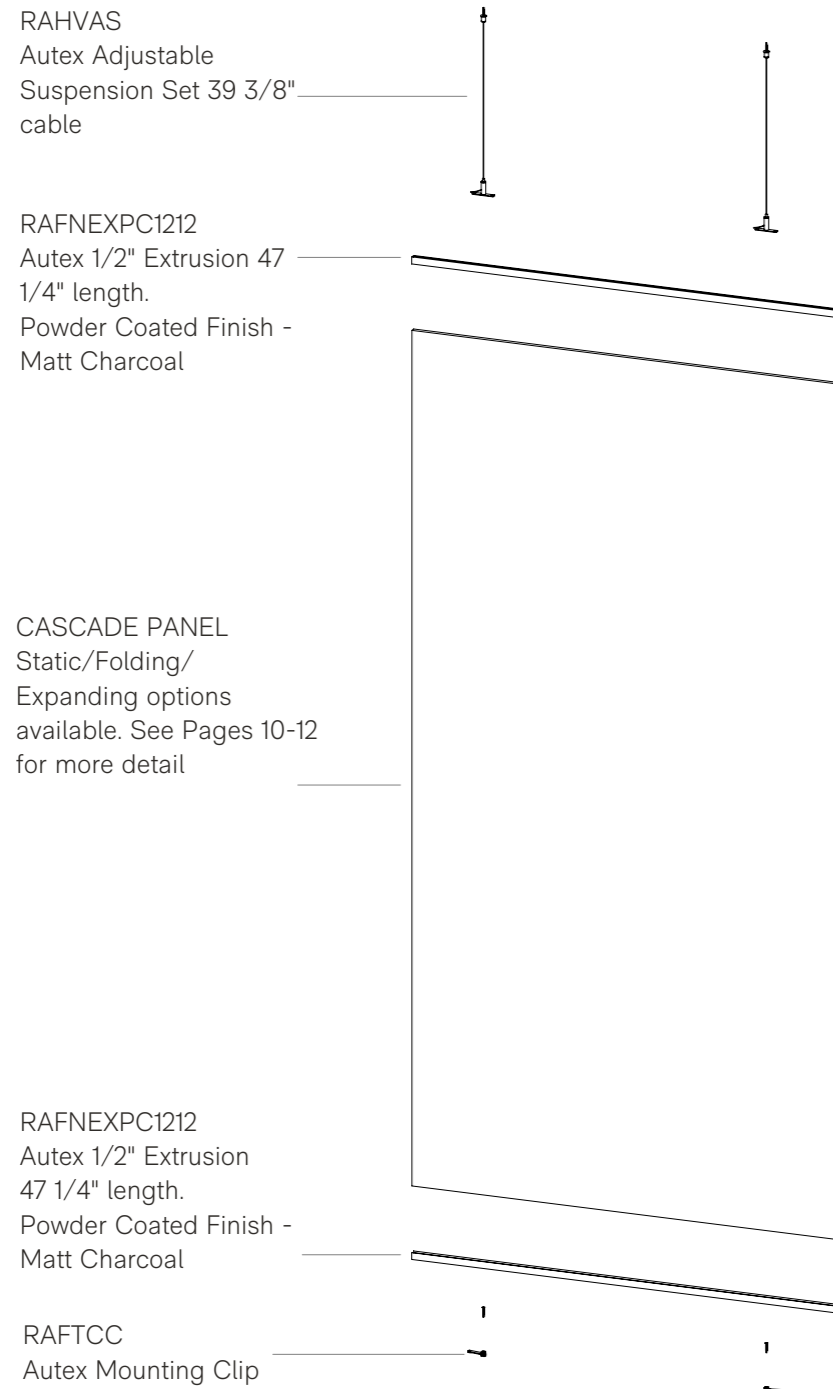 RAHVAS
Autex Adjustable
Suspension Set 39 3/8"
cable
RAFNEXPC1212
Autex 1/2" Extrusion 47
1/4" length.
Powder Coated Finish -
Matt Charcoal
CASCADE PANEL
Static/Folding/
Expanding options
available. See Pages 10-12
for more detail
RAFNEXPC1212
Autex 1/2" Extrusion
47 1/4" length.
Powder Coated Finish -
Matt Charcoal
RAFTCC
Autex Mounting Clip